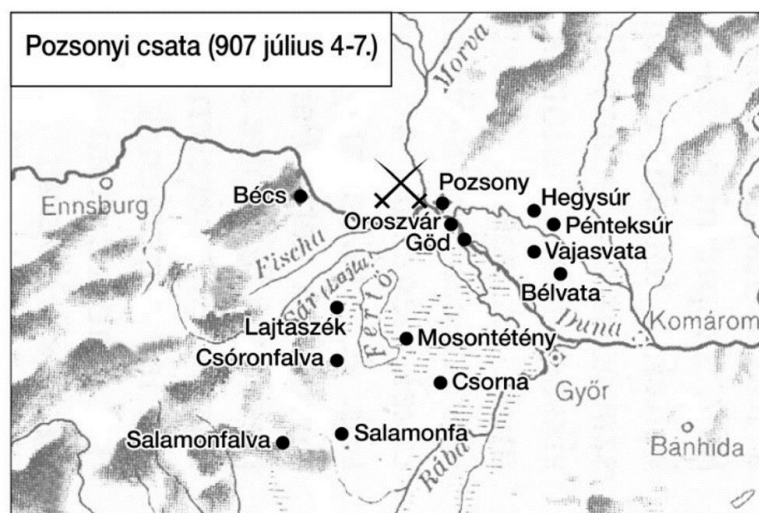 Pozsonyi csata (907 július 4-7.)
Morva
Ennsburg
Bécs
Pozsony
Hegysúr
Oroszvár
Pénteksúr
Göd
Vajasvata
Fischa
Bélvata
Sár (Lajta)
Fertö
Duna
Komárom
Lajtaszék
Mosontétény
Csóronfalva
Csorna
Győr
Salamonfalva
Salamonfa
Rába
Bánhida